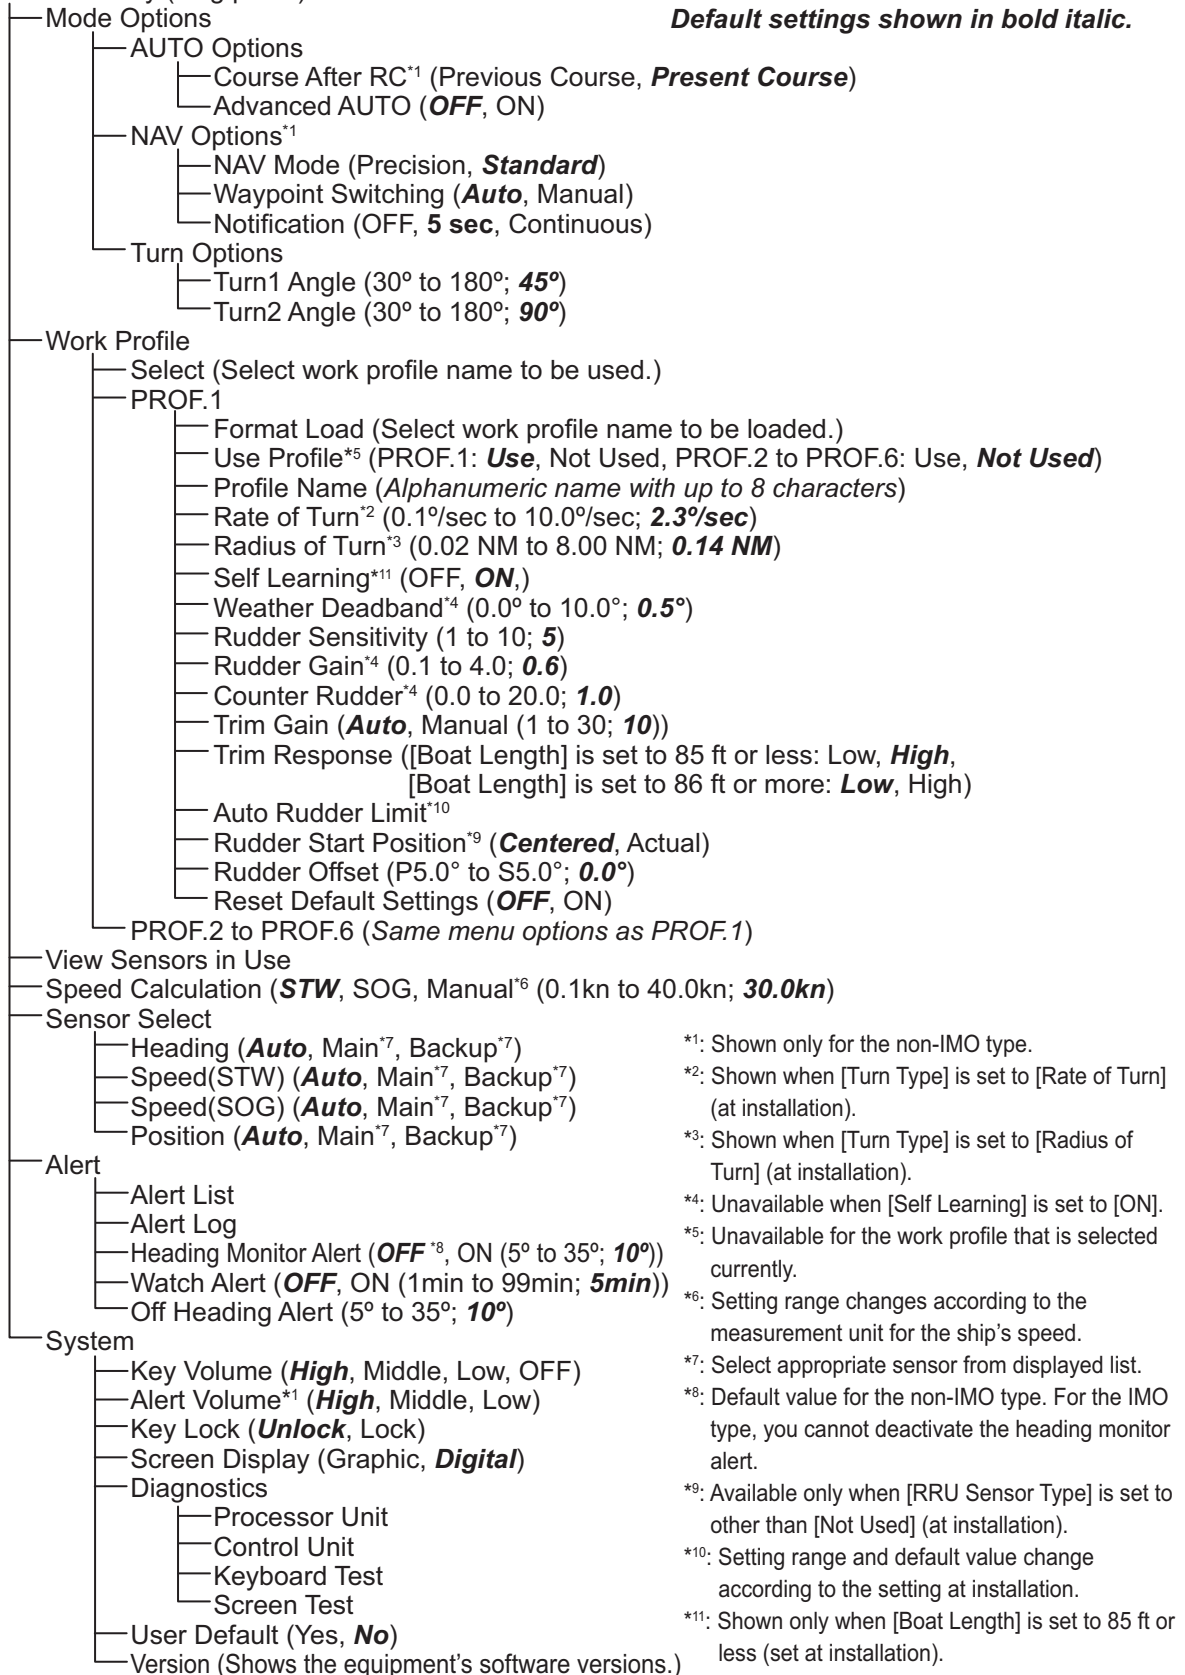 Mode Options
Default settings shown in bold italic.
AUTO Options
Course After RC*1 (Previous Course, Present Course)
Advanced AUTO (OFF, ON)
NAV Options*1
NAV Mode (Precision, Standard)
Waypoint Switching (Auto, Manual)
Notification (OFF, 5 sec, Continuous)
Turn Options
Turn1 Angle (30º to 180º; 45º)
Turn2 Angle (30º to 180º; 90º)
Work Profile
Select (Select work profile name to be used.)
PROF.1
Format Load (Select work profile name to be loaded.)
Use Profile*5 (PROF.1: Use, Not Used, PROF.2 to PROF.6: Use, Not Used)
Profile Name (Alphanumeric name with up to 8 characters)
Rate of Turn*2 (0.1º/sec to 10.0º/sec; 2.3º/sec)
Radius of Turn*3 (0.02 NM to 8.00 NM; 0.14 NM)
Self Learning*11 (OFF, ON,)
Weather Deadband*4 (0.0º to 10.0°; 0.5°)
Rudder Sensitivity (1 to 10; 5)
Rudder Gain*4 (0.1 to 4.0; 0.6)
Counter Rudder*4 (0.0 to 20.0; 1.0)
Trim Gain (Auto, Manual (1 to 30; 10))
Trim Response ([Boat Length] is set to 85 ft or less: Low, High,
[Boat Length] is set to 86 ft or more: Low, High)
Auto Rudder Limit*10
Rudder Start Position*9 (Centered, Actual)
Rudder Offset (P5.0° to S5.0°; 0.0°)
Reset Default Settings (OFF, ON)
PROF.2 to PROF.6 (Same menu options as PROF.1)
View Sensors in Use
Speed Calculation (STW, SOG, Manual*6 (0.1kn to 40.0kn; 30.0kn)
Sensor Select
Heading (Auto, Main*7, Backup*7)
Speed(STW) (Auto, Main*7, Backup*7)
Speed(SOG) (Auto, Main*7, Backup*7)
Position (Auto, Main*7, Backup*7)
Alert
Alert List
Alert Log
Heading Monitor Alert (OFF *8, ON (5º to 35º; 10º))
Watch Alert (OFF, ON (1min to 99min; 5min))
Off Heading Alert (5º to 35º; 10º)
System
Key Volume (High, Middle, Low, OFF)
Alert Volume*1 (High, Middle, Low)
Key Lock (Unlock, Lock)
Screen Display (Graphic, Digital)
Diagnostics
Processor Unit
Control Unit
Keyboard Test
Screen Test
User Default (Yes, No)
Version (Shows the equipment's software versions.)
*1: Shown only for the non-IMO type.
*2: Shown when [Turn Type] is set to [Rate of Turn]
(at installation).
*3: Shown when [Turn Type] is set to [Radius of
Turn] (at installation).
*4: Unavailable when [Self Learning] is set to [ON].
*5: Unavailable for the work profile that is selected
currently.
*6: Setting range changes according to the
measurement unit for the ship's speed.
*7: Select appropriate sensor from displayed list.
*8: Default value for the non-IMO type. For the IMO
type, you cannot deactivate the heading monitor
alert.
*9: Available only when [RRU Sensor Type] is set to
other than [Not Used] (at installation).
*10: Setting range and default value change
according to the setting at installation.
*11: Shown only when [Boat Length] is set to 85 ft or
less (set at installation).